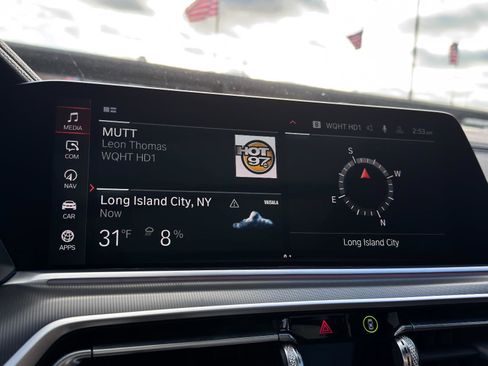 MEDIA
COM
NAV
CAR
APPS
MUTT
Leon Thomas
WQHT HD1
HOT
97
Long Island City, NY
Now
VAISALA
31°F
8 %
WQHT HD1
2:53 PM
S
W
E
N
Long Island City